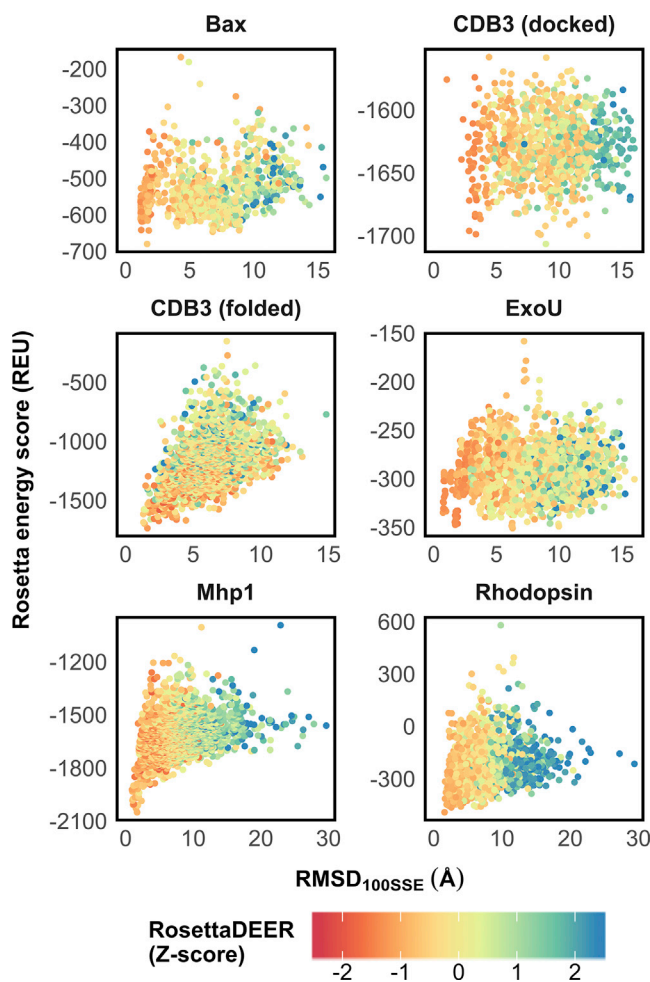 Bax
CDB3 (docked)
-200
-300
-400
-500
-600
-700
0 5 10 15
-1600
-1650
-1700
0 5 10 15
CDB3 (folded)
ExoU
-500
-1000
-1500
0 5 10 15
-150
-200
-250
-300
-350
0 5 10 15
Mhp1
Rhodopsin
-1200
-1500
-1800
-2100
0 10 20 30
600
300
0
-300
0 10 20 30
Rosetta energy score (REU)
RMSD100SSE (Å)
RosettaDEER
(Z-score)
-2 -1 0 1 2